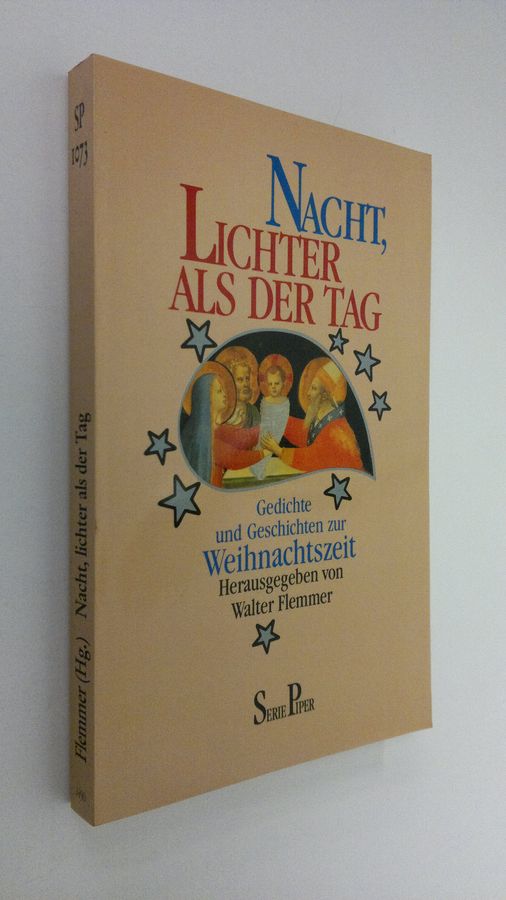 NACHT,
LICHTER
ALS DER TAG
Gedichte
und Geschichten zur
Weihnachtszeit
Herausgegeben von
Walter Flemmer
SERIE PIPER
SP
1073
Flemmer (Hg.) Nacht, lichter als der Tag